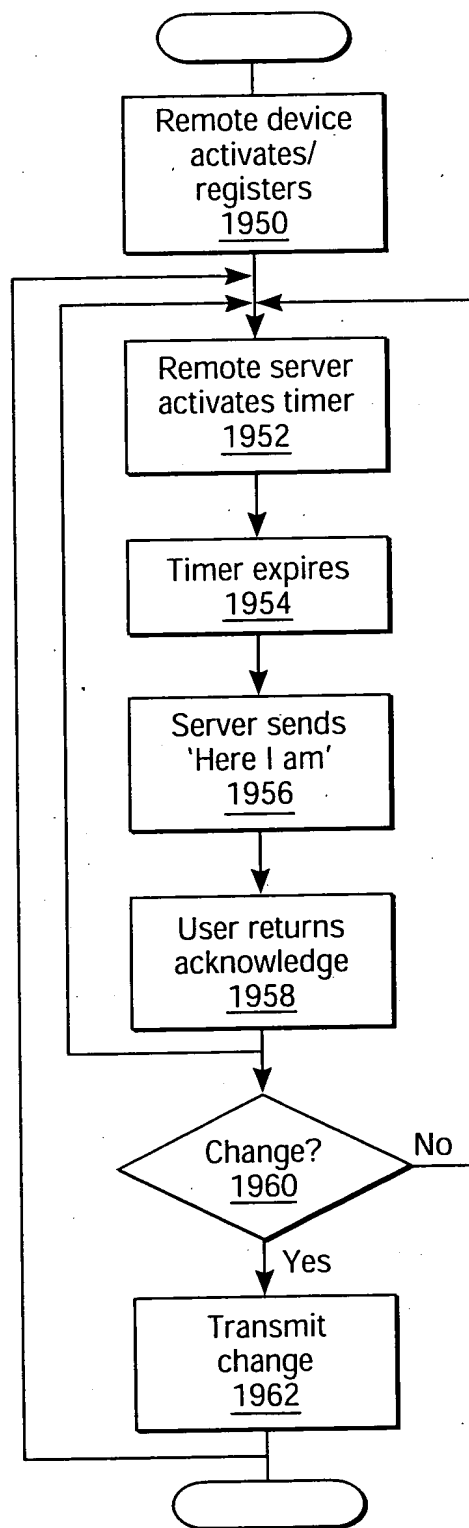 Remote device
activates/
registers
1950
Remote server
activates timer
1952
Timer expires
1954
Server sends
'Here I am'
1956
User returns
acknowledge
1958
Change?
1960
No
Yes
Transmit
change
1962